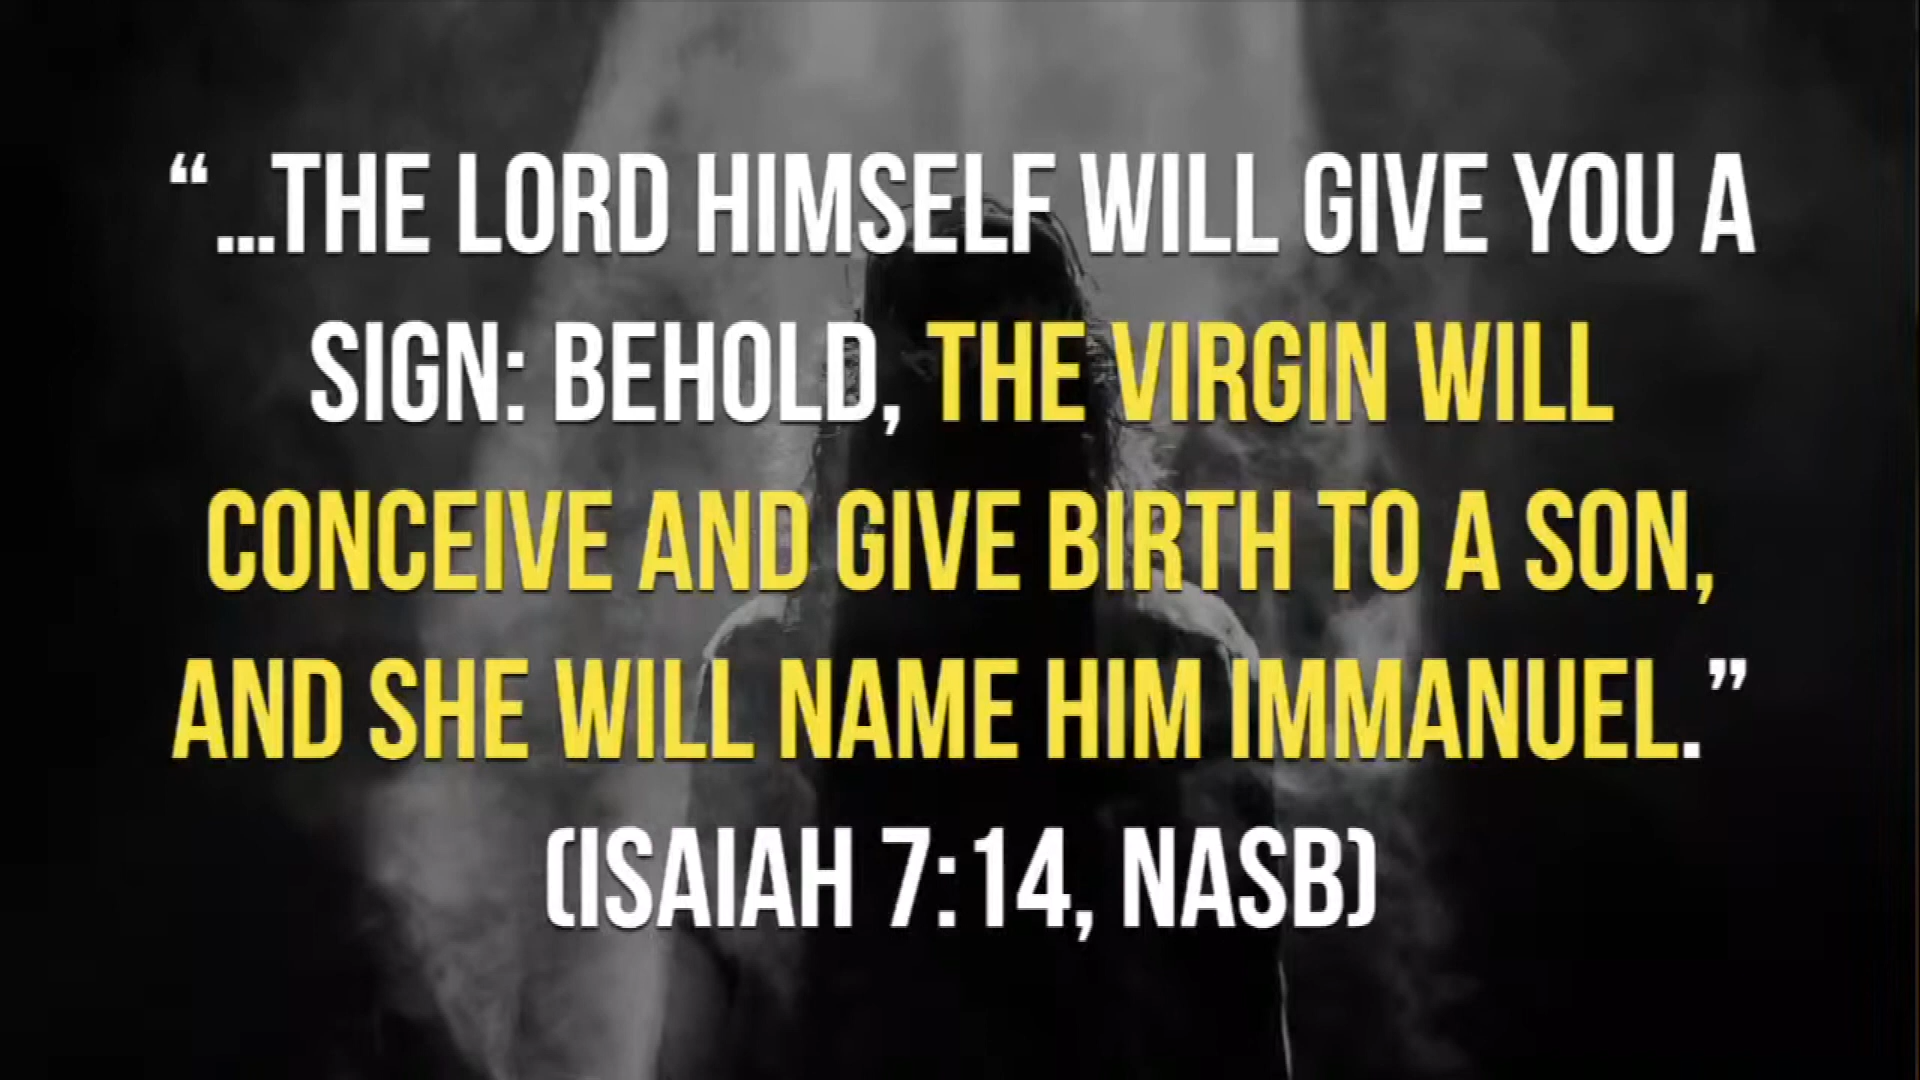 “...THE LORD HIMSELF WILL GIVE YOU A
SIGN: BEHOLD, THE VIRGIN WILL
CONCEIVE AND GIVE BIRTH TO A SON,
AND SHE WILL NAME HIM IMMANUEL.”
(ISAIAH 7:14, NASB)